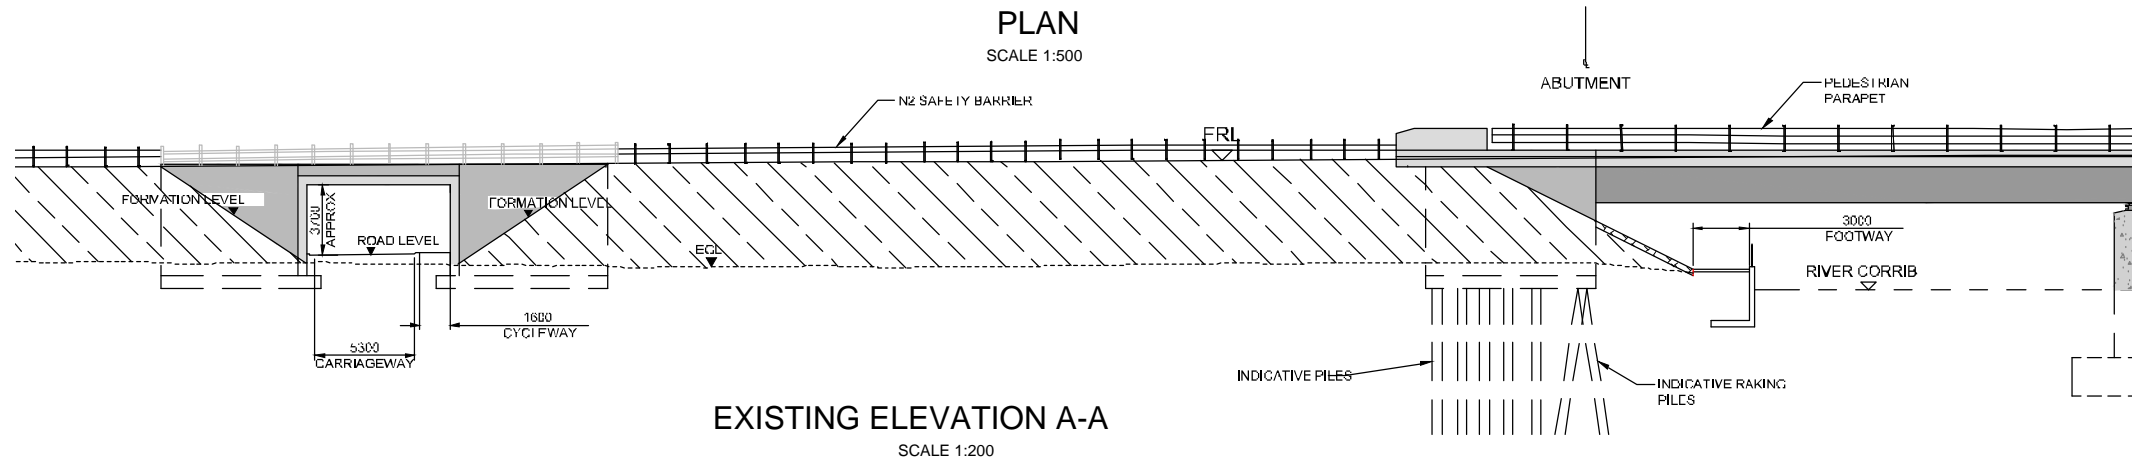 PLAN
SCALE 1:500
ABUTMENT
PEDESTRIAN
PARAPET
N2 SAFETY BARRIER
FRL
FORMATION LEVEL
FORMATION LEVEL
3700
APPROX
ROAD LEVEL
EGL
3000
FOOTWAY
RIVER CORRIB
1600
CYCLEWAY
5300
CARRIAGEWAY
INDICATIVE PILES
INDICATIVE RAKING
PILES
EXISTING ELEVATION A-A
SCALE 1:200